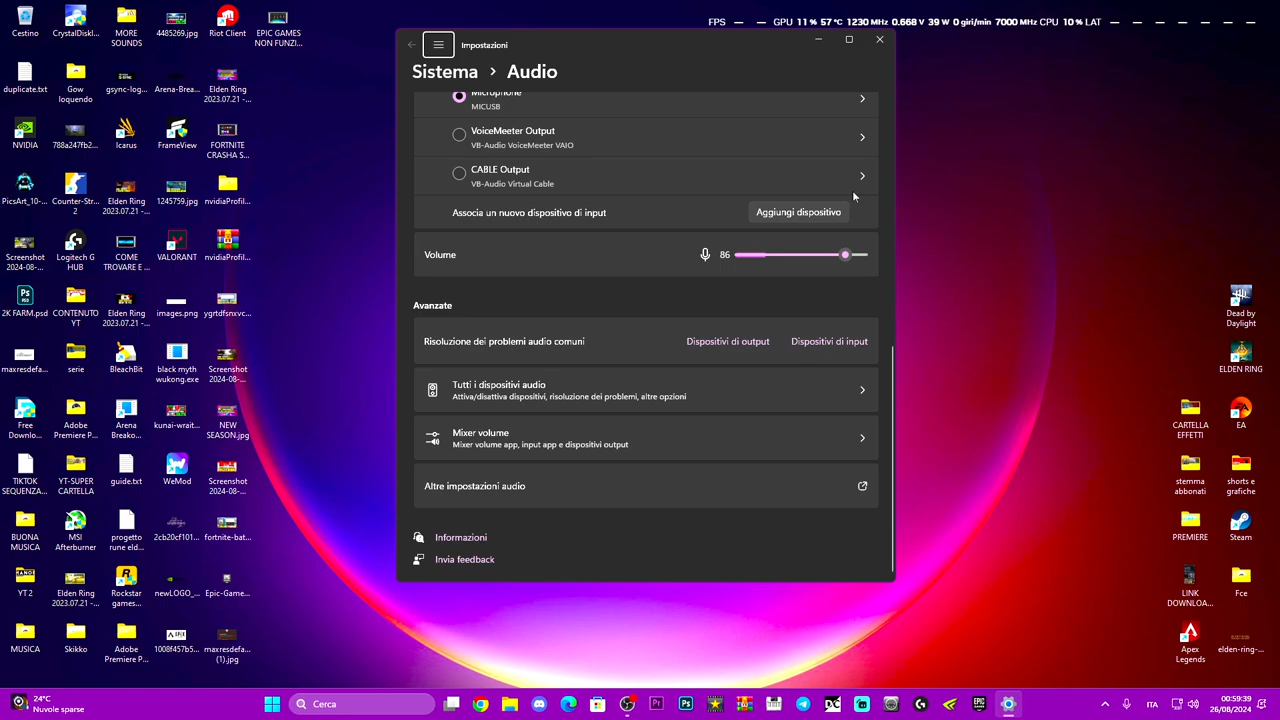 FPS — — GPU 11 % 57 °C 1230 MHz 0.668 V 39 W 0 giri/min 7000 MHz CPU 10 % LAT — — — — — —
Cestino
CrystalDiskI...
MORE SOUNDS
4485269.jpg
Riot Client
EPIC GAMES NON FUNZI...
duplicate.txt
Gow loquendo
gsync-log...
Arena-Brea...
Elden Ring 2023.07.21 -...
NVIDIA
788a247fb2...
Icarus
FrameView
FORTNITE CRASHA S...
PicsArt_10-...
Counter-Str... 2
Elden Ring 2023.07.21 -...
1245759.jpg
nvidiaProfil...
Screenshot 2024-08-...
Logitech G HUB
COME TROVARE E ...
VALORANT
nvidiaProfil...
2K FARM.psd
CONTENUTO YT
Elden Ring 2023.07.21 -...
images.png
ygrtdfsnxvc...
maxresdefa...
serie
BleachBit
black myth wukong.exe
Screenshot 2024-08-...
Free Downlo...
Adobe Premiere P...
Arena Breako...
kunai-wrait...
NEW SEASON.jpg
TIKTOK SEQUENZA...
YT-SUPER CARTELLA
guide.txt
WeMod
Screenshot 2024-08-...
BUONA MUSICA
MSI Afterburner
progetto rune eld...
2cb20cf101...
fortnite-bat...
YT 2
Elden Ring 2023.07.21 -...
Rockstar games...
newLOGO_...
Epic-Game...
MUSICA
Skikko
Adobe Premiere P...
1008f457b5...
maxresdefa... (1).jpg
Impostazioni
Sistema › Audio
Microphone
MICUSB
VoiceMeeter Output
VB-Audio VoiceMeeter VAIO
CABLE Output
VB-Audio Virtual Cable
Associa un nuovo dispositivo di input
Aggiungi dispositivo
Volume
86
Avanzate
Risoluzione dei problemi audio comuni
Dispositivi di output
Dispositivi di input
Tutti i dispositivi audio
Attiva/disattiva dispositivi, risoluzione dei problemi, altre opzioni
Mixer volume
Mixer volume app, input app e dispositivi output
Altre impostazioni audio
Informazioni
Invia feedback
Dead by Daylight
ELDEN RING
CARTELLA EFFETTI
EA
stemma abbonati
shorts e grafiche
PREMIERE
Steam
LINK DOWNLOA...
Fce
Apex Legends
elden-ring-...
24°C
Nuvole sparse
Cerca
ITA
00:59:39
26/08/2024